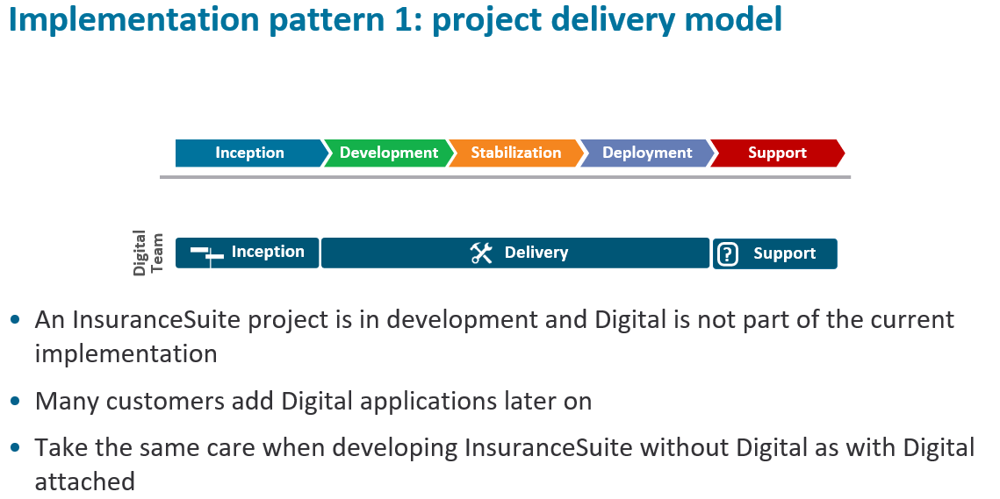 Implementation pattern 1: project delivery model
Inception Development Stabilization Deployment Support
Digital
Team
Inception Delivery ? Support
• An InsuranceSuite project is in development and Digital is not part of the current
implementation
• Many customers add Digital applications later on
• Take the same care when developing InsuranceSuite without Digital as with Digital
attached